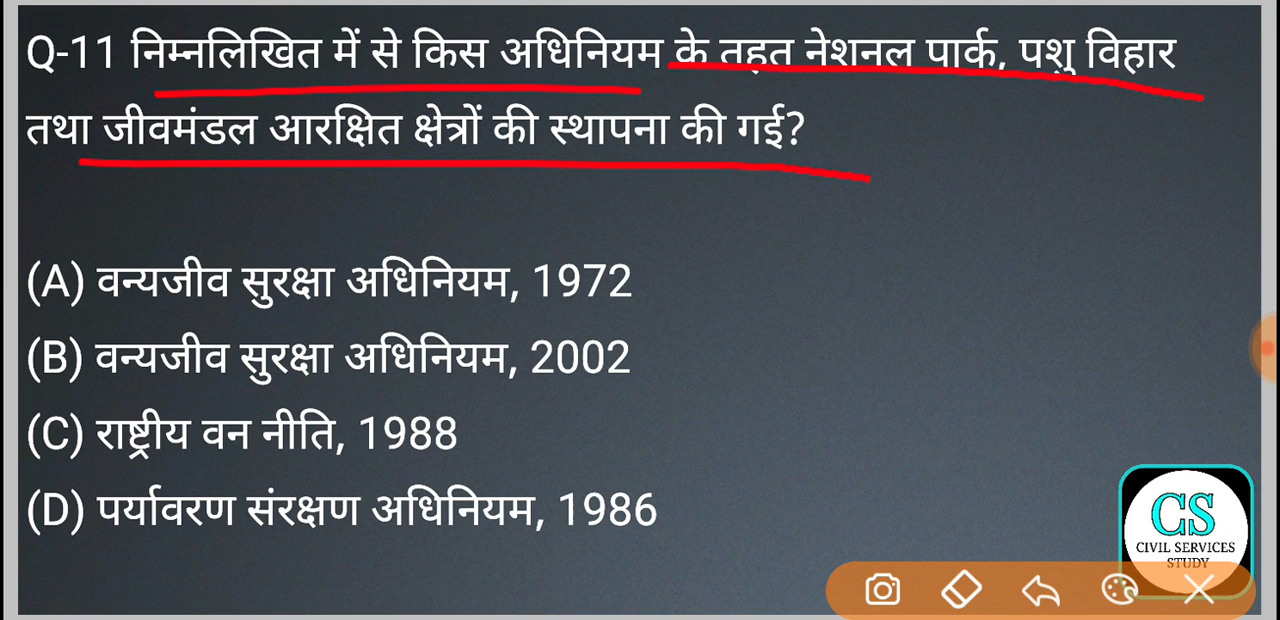 Q-11 निम्नलिखित में से किस अधिनियम के तहत नेशनल पार्क, पशु विहार
तथा जीवमंडल आरक्षित क्षेत्रों की स्थापना की गई?
(A) वन्यजीव सुरक्षा अधिनियम, 1972
(B) वन्यजीव सुरक्षा अधिनियम, 2002
(C) राष्ट्रीय वन नीति, 1988
(D) पर्यावरण संरक्षण अधिनियम, 1986
CS
CIVIL SERVICES
STUDY